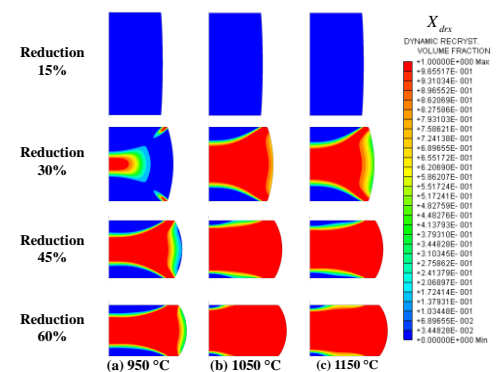 X drx
DYNAMIC RECRYST.
VOLUME FRACTION
+1.00000E+000 Max
+9.65517E- 001
+9.31034E- 001
+8.96552E- 001
+8.62069E- 001
+8.27586E- 001
+7.93103E- 001
+7.58621E- 001
+7.24138E- 001
+6.89655E- 001
+6.55172E- 001
+6.20690E- 001
+5.86207E- 001
+5.51724E- 001
+5.17241E- 001
+4.82759E- 001
+4.48276E- 001
+4.13793E- 001
+3.79310E- 001
+3.44828E- 001
+3.10345E- 001
+2.75862E- 001
+2.41379E- 001
+2.06897E- 001
+1.72414E- 001
+1.37931E- 001
+1.03448E- 001
+6.89655E- 002
+3.44828E- 002
+0.00000E+000 Min
Reduction
15%
Reduction
30%
Reduction
45%
Reduction
60%
(a) 950 °C
(b) 1050 °C
(c) 1150 °C